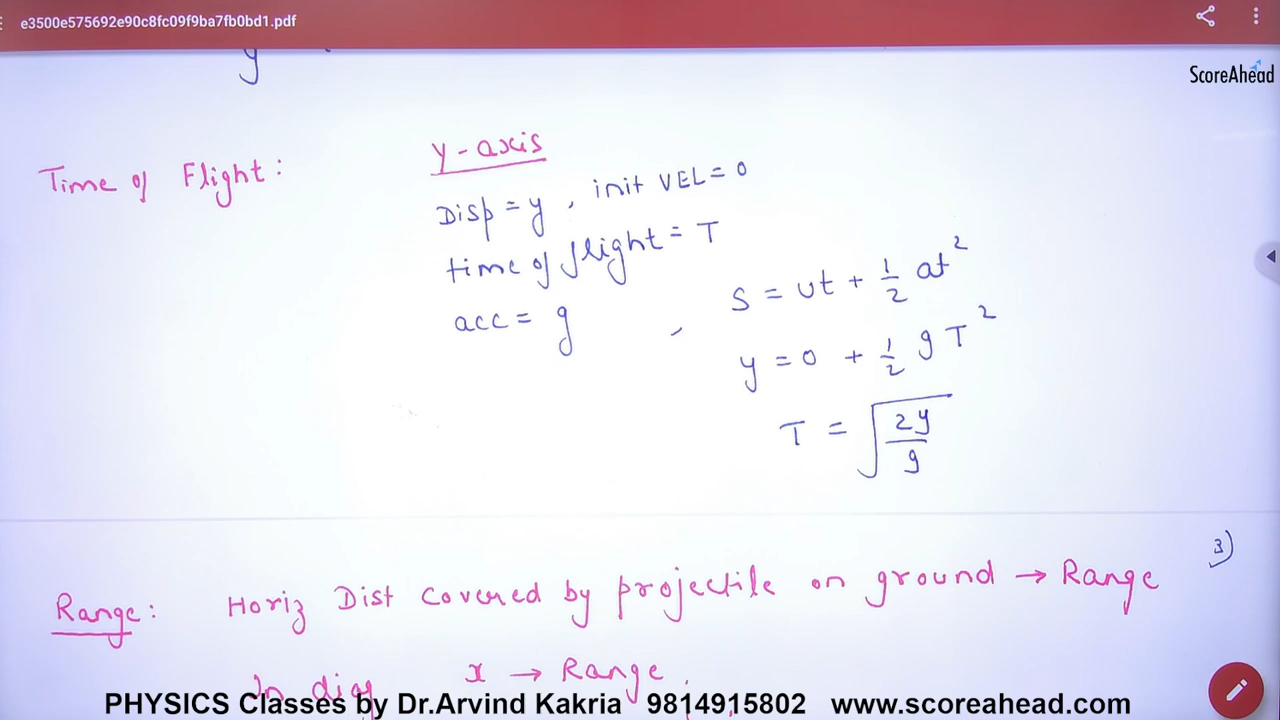 e3500e575692e90c8fc09f9ba7fb0bd1.pdf
ScoreAhead
y
Time of Flight:
y-axis
Disp = y, init VEL = 0
time of flight = T
acc = g,
S = ut + 1/2 at²
y = 0 + 1/2 g T²
T = √(2y/g)
3)
Range: Horiz Dist covered by projectile on ground → Range
In diag x → Range.
PHYSICS Classes by Dr.Arvind Kakria 9814915802 www.scoreahead.com